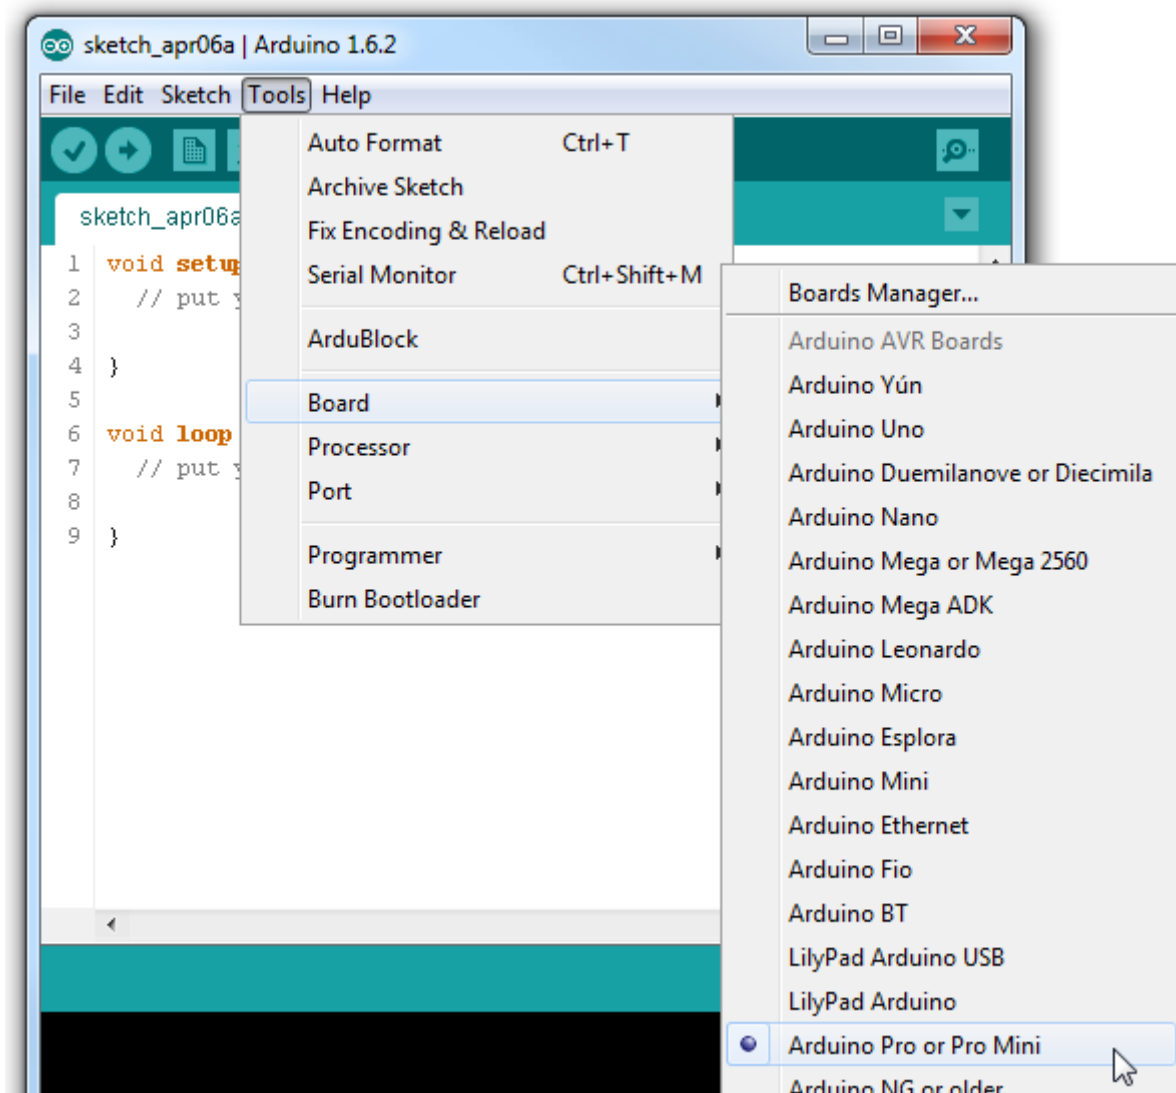 sketch_apr06a | Arduino 1.6.2
File Edit Sketch Tools Help
Auto Format Ctrl+T
Archive Sketch
Fix Encoding & Reload
Serial Monitor Ctrl+Shift+M
ArduBlock
Board
Processor
Port
Programmer
Burn Bootloader
sketch_apr06a
1 void setup
2 // put y
3
4 }
5
6 void loop
7 // put y
8
9 }
Boards Manager...
Arduino AVR Boards
Arduino Yún
Arduino Uno
Arduino Duemilanove or Diecimila
Arduino Nano
Arduino Mega or Mega 2560
Arduino Mega ADK
Arduino Leonardo
Arduino Micro
Arduino Esplora
Arduino Mini
Arduino Ethernet
Arduino Fio
Arduino BT
LilyPad Arduino USB
LilyPad Arduino
Arduino Pro or Pro Mini
Arduino NG or older